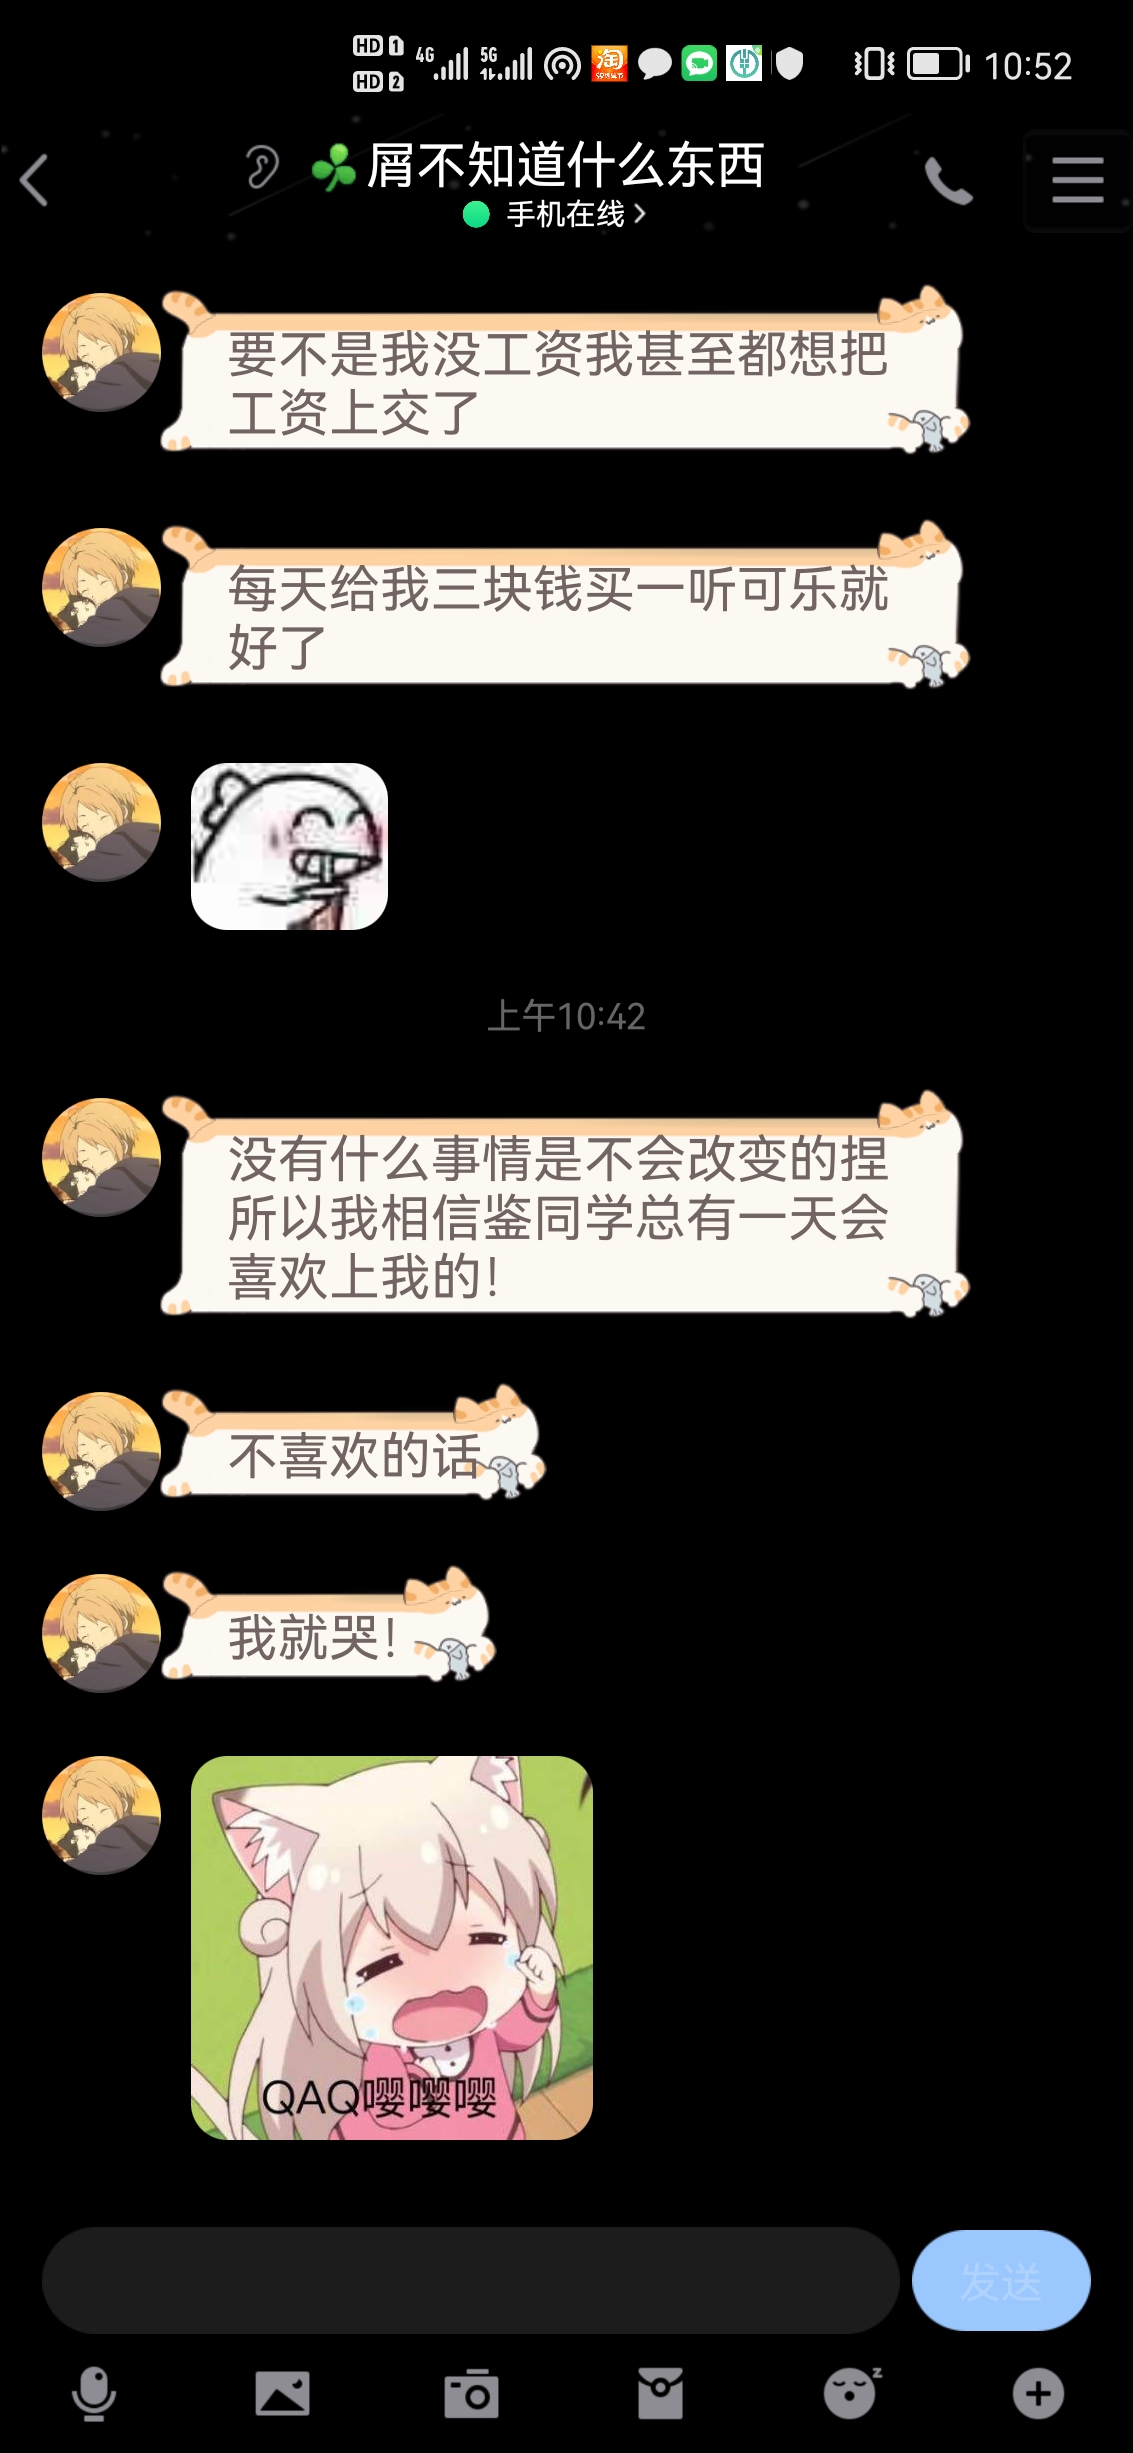 HD 1
HD 2
4G
5G
淘
10:52
屑不知道什么东西
手机在线
要不是我没工资我甚至都想把
工资上交了
每天给我三块钱买一听可乐就
好了
上午10:42
没有什么事情是不会改变的捏
所以我相信鉴同学总有一天会
喜欢上我的！
不喜欢的话
我就哭！
QAQ嘤嘤嘤
发送
z